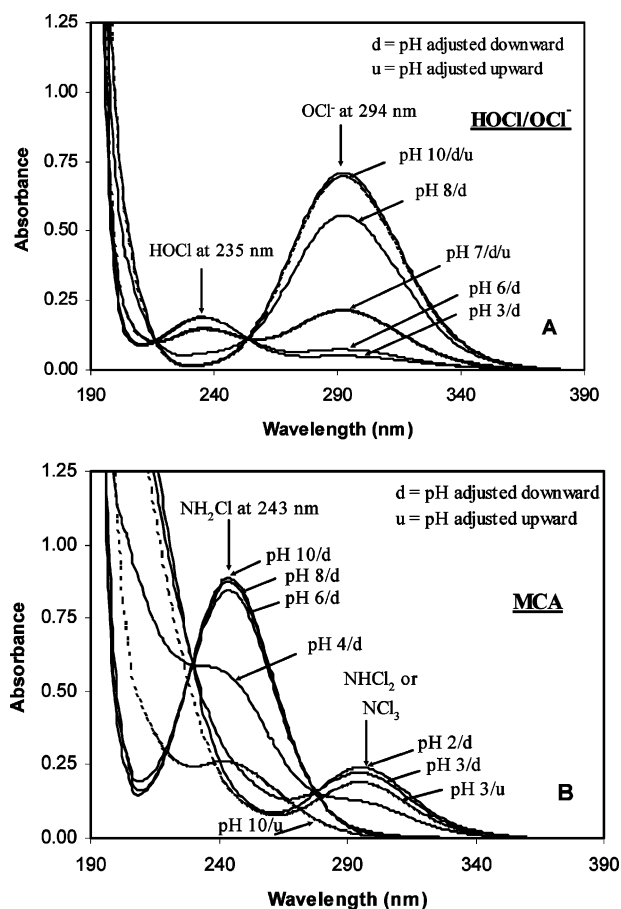 1.25
1.00
0.75
0.50
0.25
0.00
Absorbance
d = pH adjusted downward
u = pH adjusted upward
OCl⁻ at 294 nm
HOCl/OCl⁻
pH 10/d/u
pH 8/d
HOCl at 235 nm
pH 7/d/u
pH 6/d
pH 3/d
A
190
240
290
340
390
Wavelength (nm)
1.25
1.00
0.75
0.50
0.25
0.00
Absorbance
d = pH adjusted downward
u = pH adjusted upward
NH₂Cl at 243 nm
pH 10/d
pH 8/d
pH 6/d
MCA
pH 4/d
NHCl₂ or
NCl₃
pH 2/d
pH 3/d
pH 3/u
B
pH 10/u
190
240
290
340
390
Wavelength (nm)